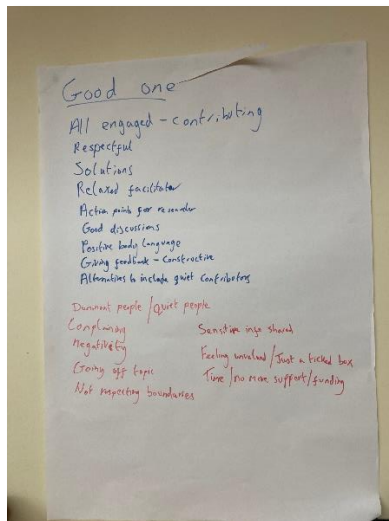 Good one
All engaged - contributing
Respectful
Solutions
Relaxed facilitator
Action points for researcher
Good discussions
Positive body language
Giving feedback - constructive
Alternatives to include quiet contributors
Dominant people / quiet people
Complaining
negativity
Going off topic
Not respecting boundaries
Sensitive info shared
Feeling unvalued / Just a ticked box
Time / no more support / funding